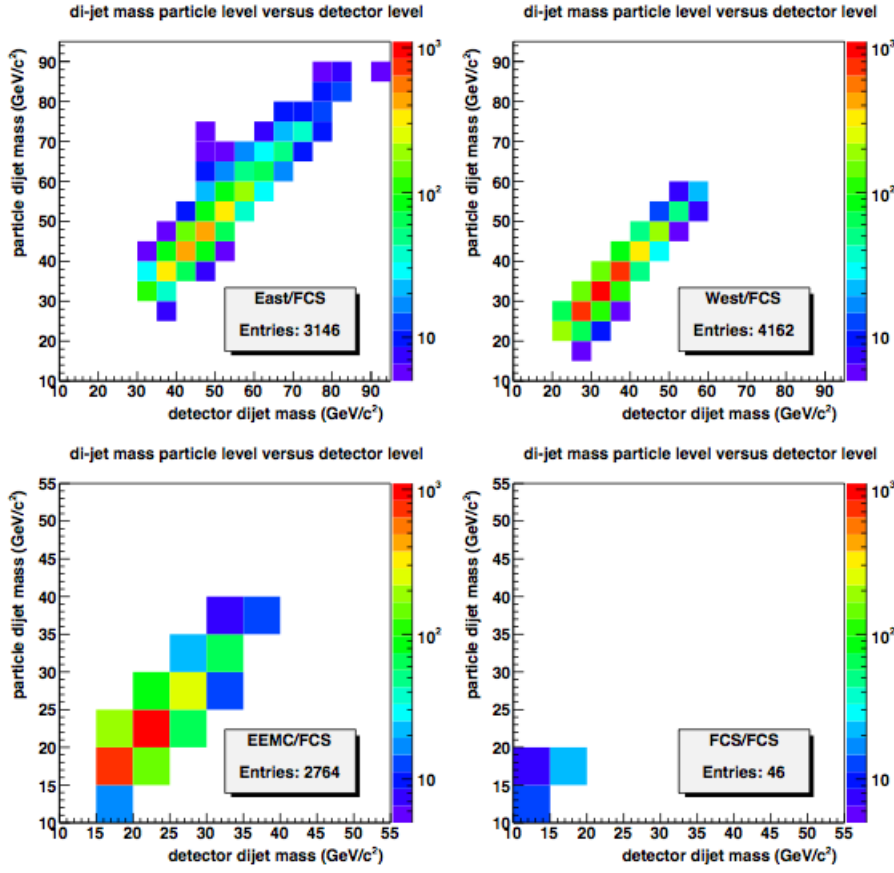 di-jet mass particle level versus detector level
di-jet mass particle level versus detector level
particle dijet mass (GeV/c²)
90
80
70
60
50
40
30
20
10
10 20 30 40 50 60 70 80 90
detector dijet mass (GeV/c²)
10³
10²
10
East/FCS
Entries: 3146
particle dijet mass (GeV/c²)
90
80
70
60
50
40
30
20
10
10 20 30 40 50 60 70 80 90
detector dijet mass (GeV/c²)
10³
10²
10
West/FCS
Entries: 4162
di-jet mass particle level versus detector level
di-jet mass particle level versus detector level
particle dijet mass (GeV/c²)
55
50
45
40
35
30
25
20
15
10
10 15 20 25 30 35 40 45 50 55
detector dijet mass (GeV/c²)
10³
10²
10
EEMC/FCS
Entries: 2764
particle dijet mass (GeV/c²)
55
50
45
40
35
30
25
20
15
10
10 15 20 25 30 35 40 45 50 55
detector dijet mass (GeV/c²)
10³
10²
10
FCS/FCS
Entries: 46